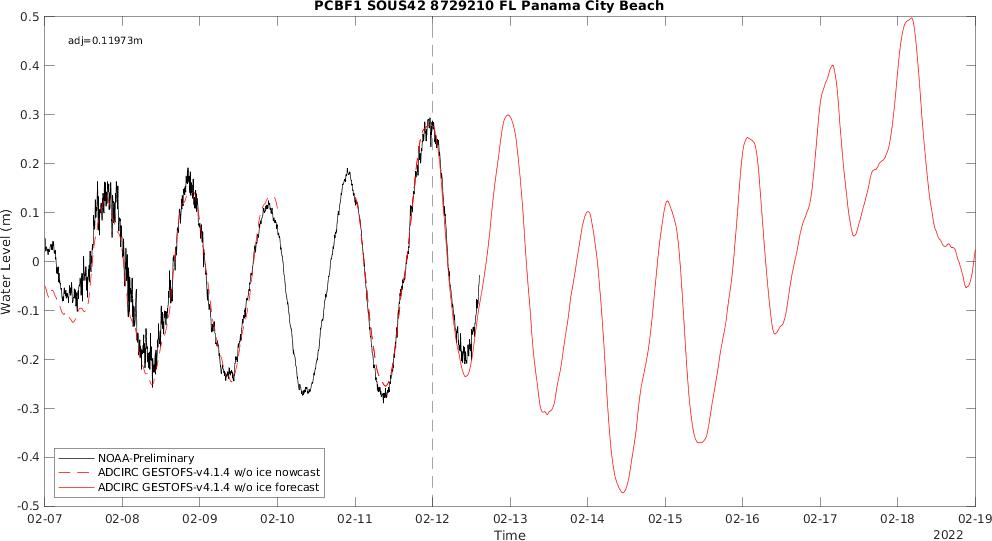 PCBF1 SOUS42 8729210 FL Panama City Beach
adj=0.11973m
0.5
0.4
0.3
0.2
0.1
0
-0.1
-0.2
-0.3
-0.4
-0.5
Water Level (m)
NOAA-Preliminary
ADCIRC GESTOFS-v4.1.4 w/o ice nowcast
ADCIRC GESTOFS-v4.1.4 w/o ice forecast
02-07 02-08 02-09 02-10 02-11 02-12 02-13 02-14 02-15 02-16 02-17 02-18 02-19
Time
2022